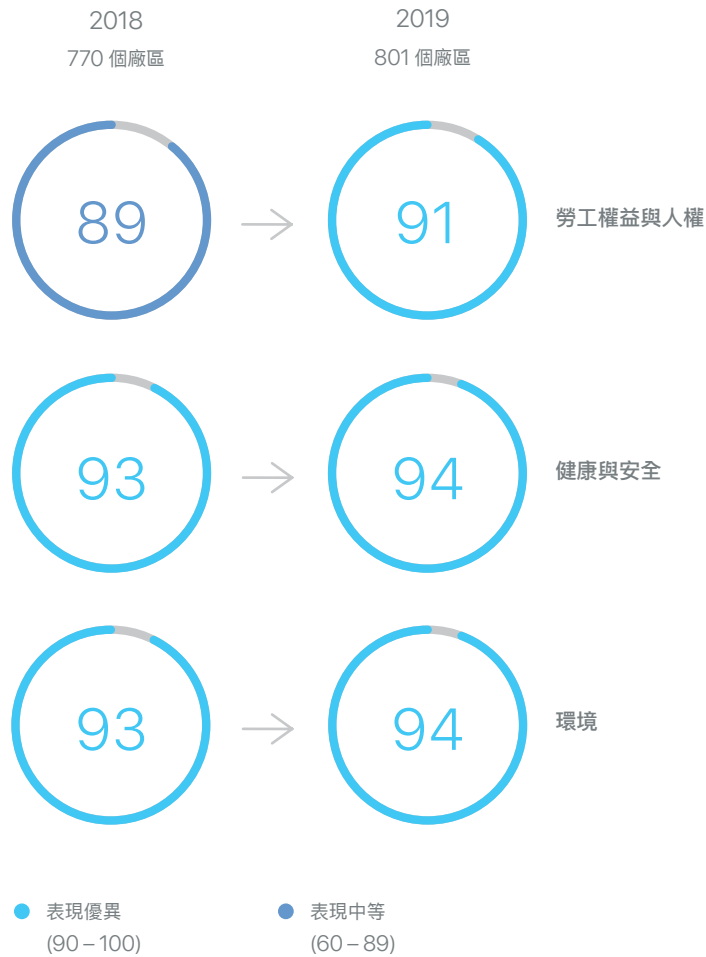 2018
770 個廠區
2019
801 個廠區
89
91
勞工權益與人權
93
94
健康與安全
93
94
環境
表現優異
(90 – 100)
表現中等
(60 – 89)